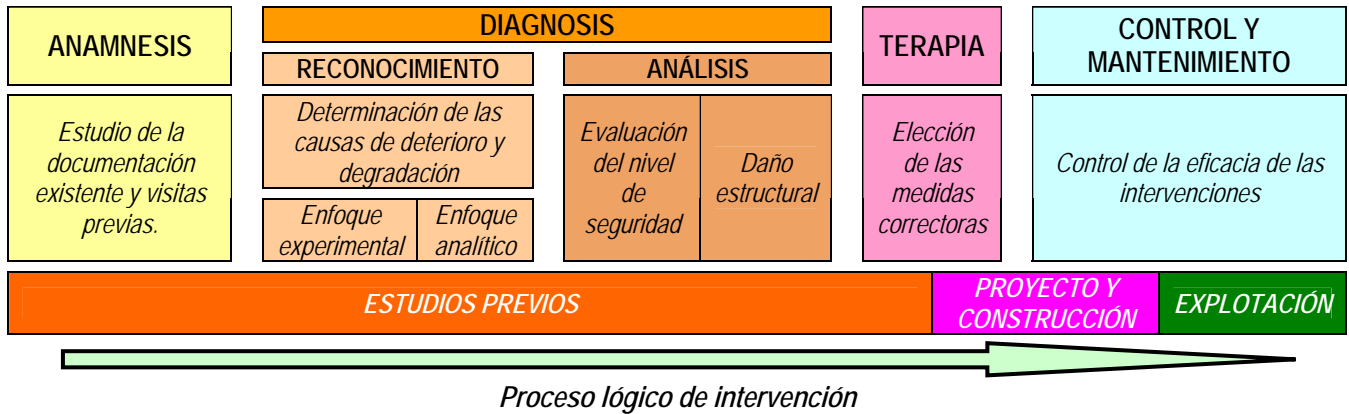 ANAMNESIS
DIAGNOSIS
RECONOCIMIENTO
ANÁLISIS
TERAPIA
CONTROL Y
MANTENIMIENTO
Estudio de la
documentación
existente y visitas
previas.
Determinación de las
causas de deterioro y
degradación
Enfoque
experimental
Enfoque
analítico
Evaluación
del nivel
de
seguridad
Daño
estructural
Elección
de las
medidas
correctoras
Control de la eficacia de las
intervenciones
ESTUDIOS PREVIOS
PROYECTO Y
CONSTRUCCIÓN
EXPLOTACIÓN
Proceso lógico de intervención